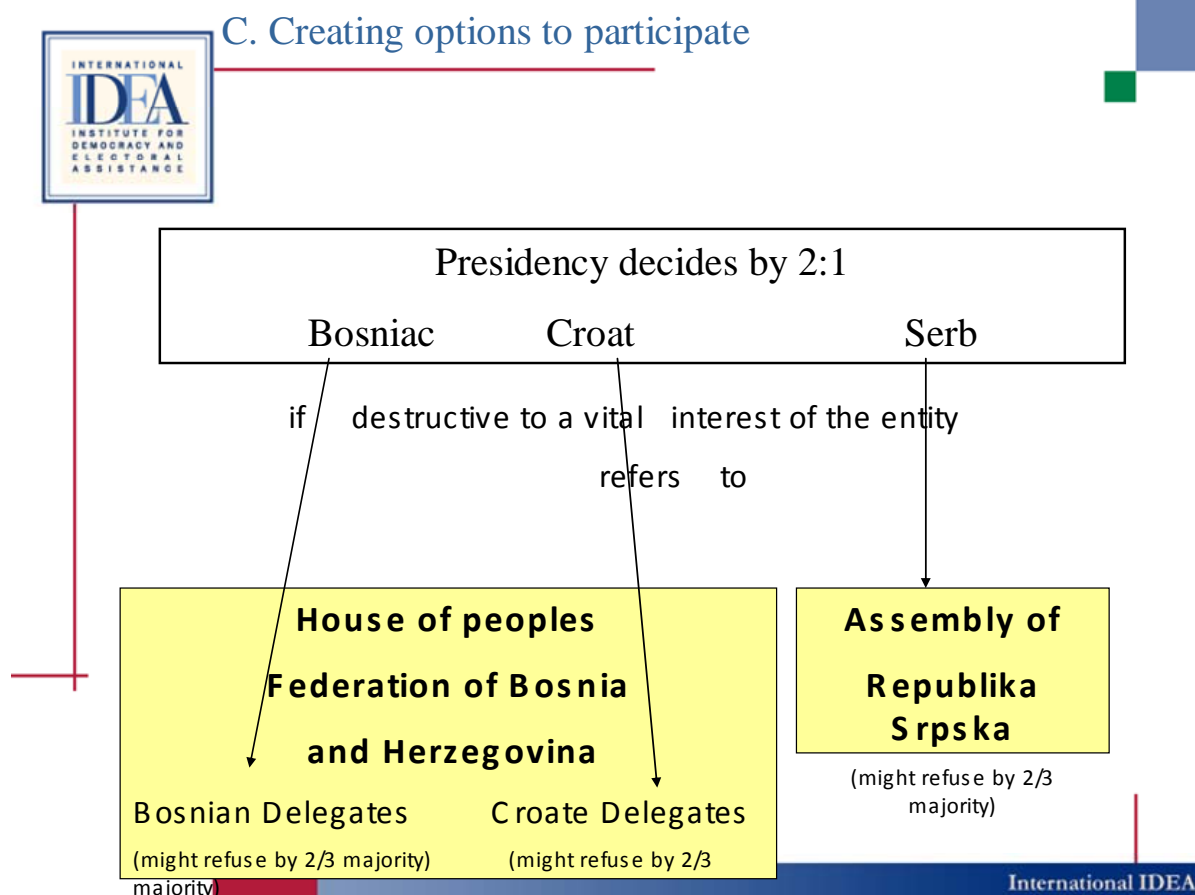 C. Creating options to participate
INTERNATIONAL
IDEA
INSTITUTE FOR
DEMOCRACY AND
ELECTORAL
ASSISTANCE
Presidency decides by 2:1
Bosniac Croat Serb
if destructive to a vital interest of the entity
refers to
House of peoples
Federation of Bosnia
and Herzegovina
Bosnian Delegates Croate Delegates
(might refuse by 2/3 majority) (might refuse by 2/3
majority)
Assembly of
Republika
Srpska
(might refuse by 2/3
majority)
International IDEA